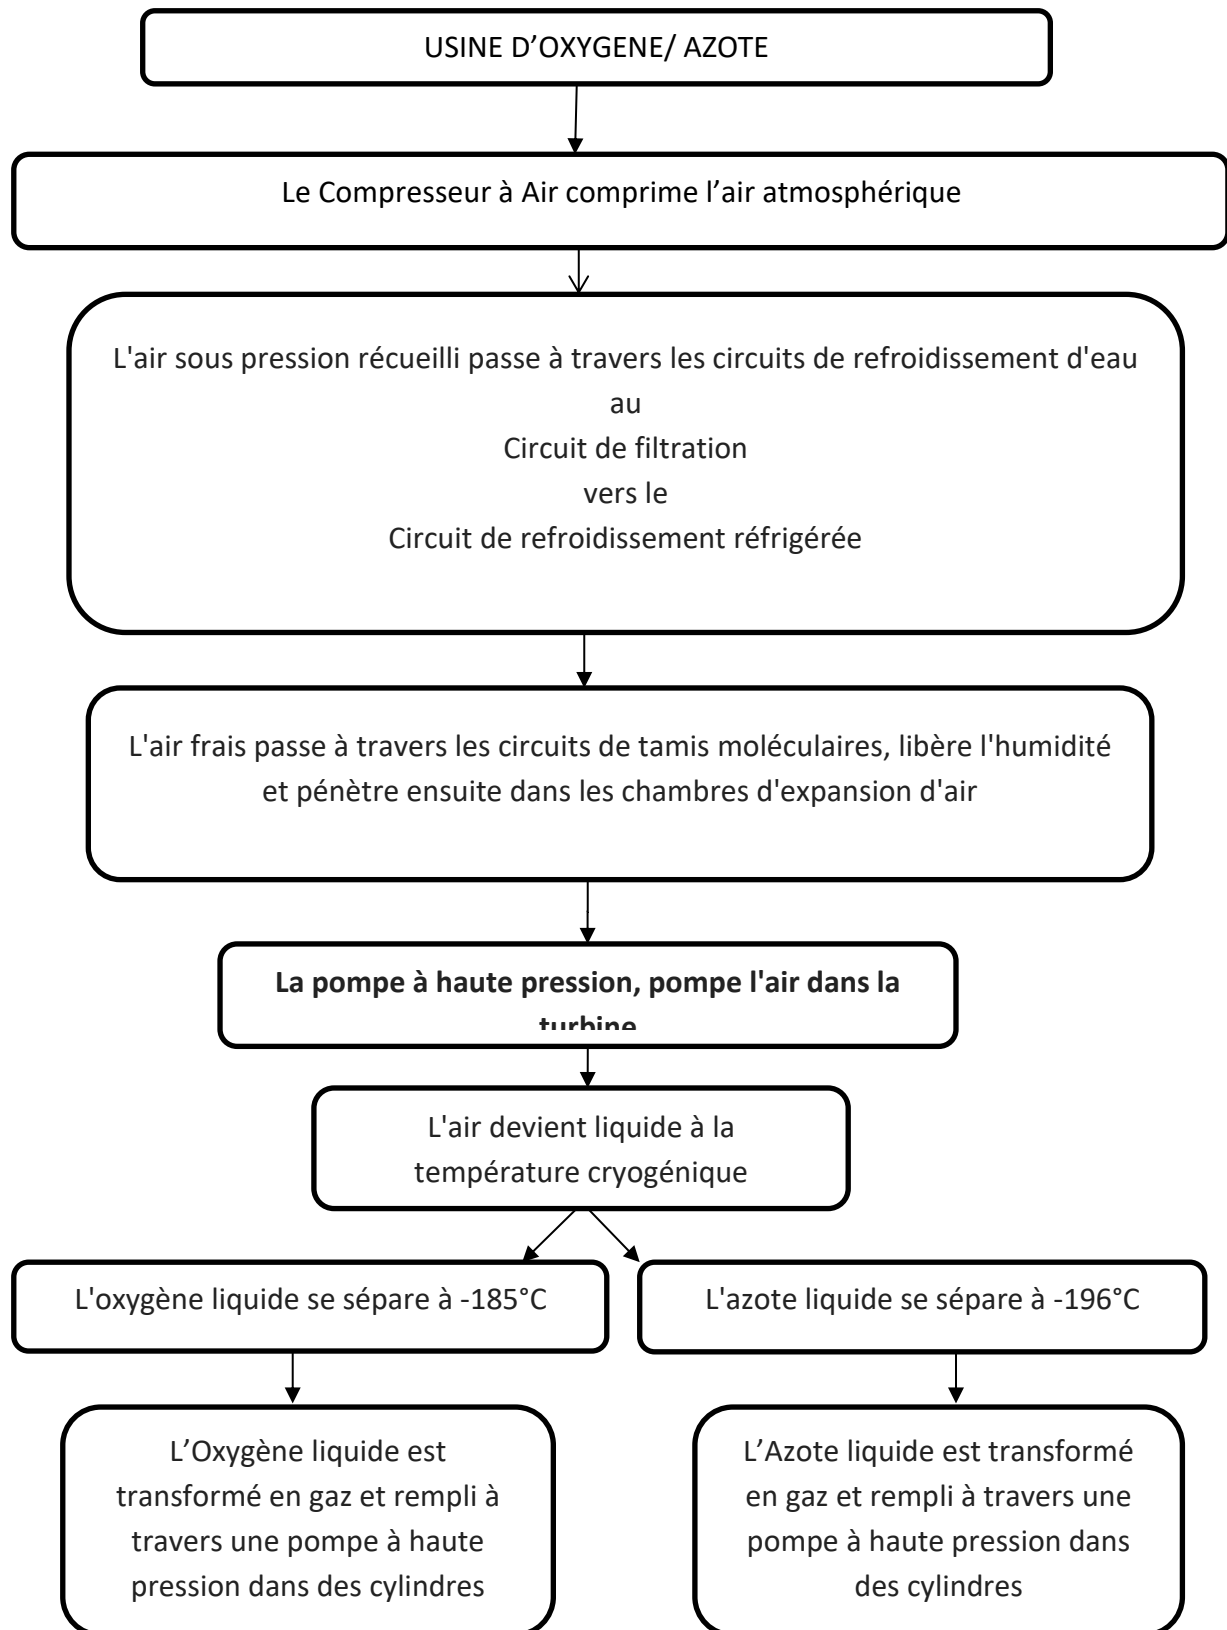 USINE D’OXYGENE/ AZOTE
Le Compresseur à Air comprime l’air atmosphérique
L'air sous pression récueilli passe à travers les circuits de refroidissement d'eau
au
Circuit de filtration
vers le
Circuit de refroidissement réfrigérée
L'air frais passe à travers les circuits de tamis moléculaires, libère l'humidité
et pénètre ensuite dans les chambres d'expansion d'air
La pompe à haute pression, pompe l'air dans la
turbine
L'air devient liquide à la
température cryogénique
L'oxygène liquide se sépare à -185°C
L'azote liquide se sépare à -196°C
L’Oxygène liquide est
transformé en gaz et rempli à
travers une pompe à haute
pression dans des cylindres
L’Azote liquide est transformé
en gaz et rempli à travers une
pompe à haute pression dans
des cylindres